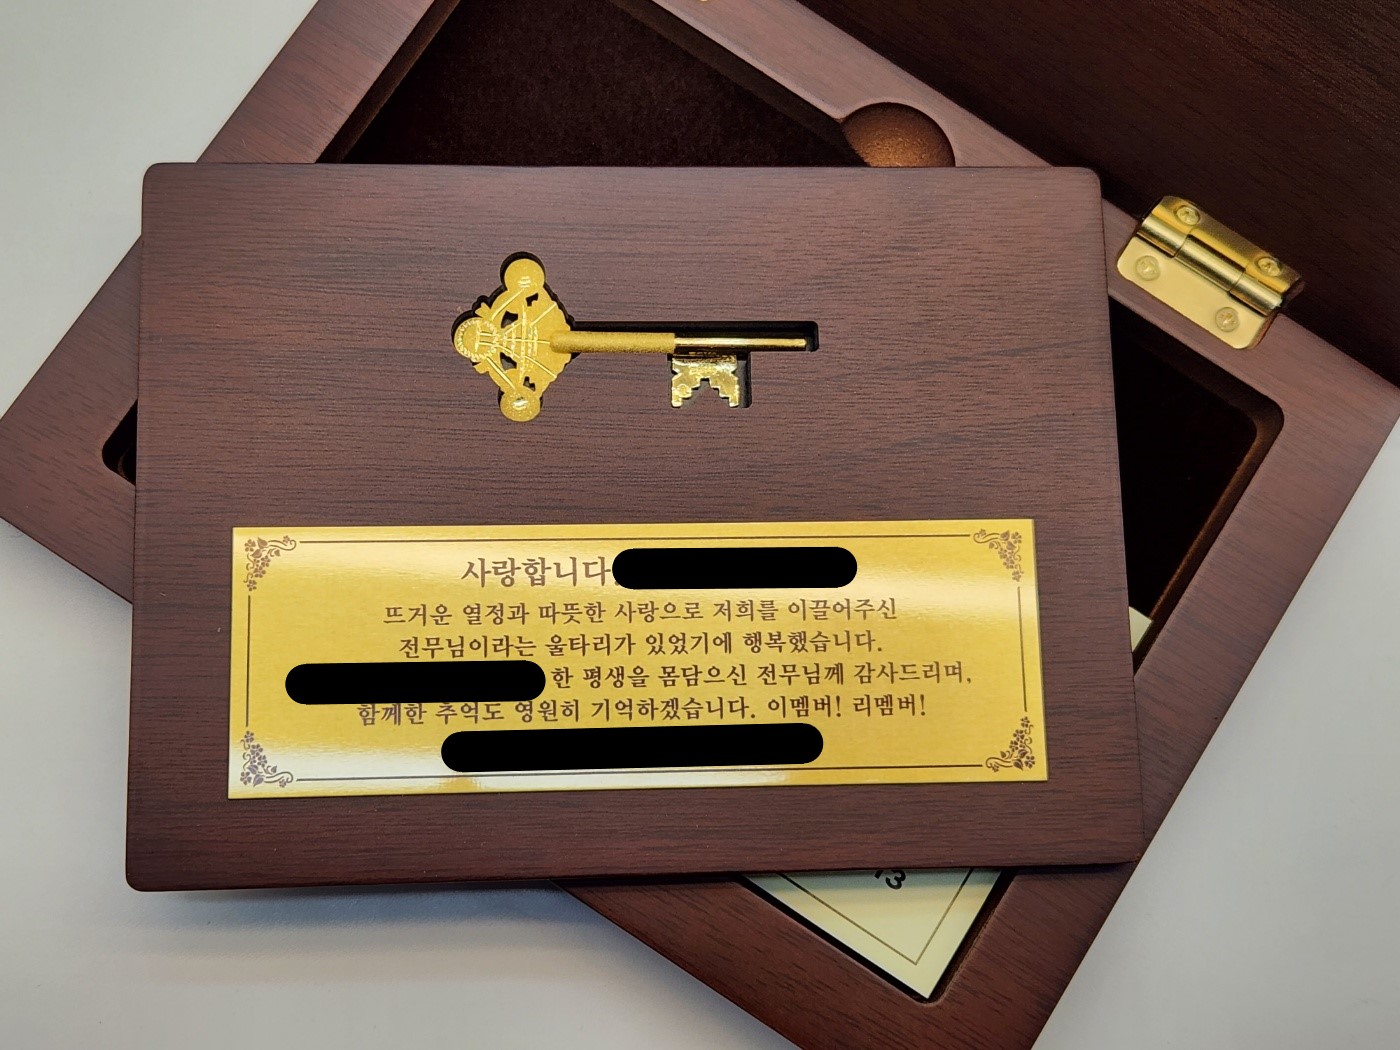 사랑합니다
뜨거운 열정과 따뜻한 사랑으로 저희를 이끌어주신
전무님이라는 울타리가 있었기에 행복했습니다.
한 평생을 몸담으신 전무님께 감사드리며,
함께한 추억도 영원히 기억하겠습니다. 이멤버! 리멤버!
13